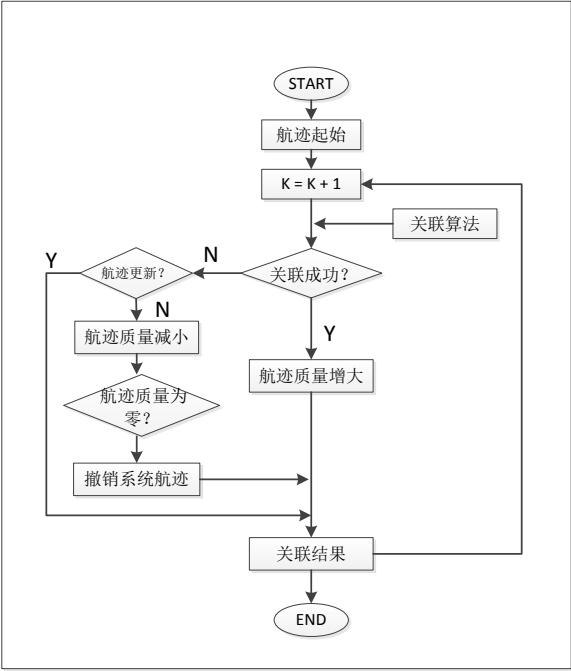 START
航迹起始
K = K + 1
关联算法
关联成功？
N
航迹更新？
Y
N
航迹质量减小
Y
航迹质量增大
航迹质量为
零？
撤销系统航迹
关联结果
END